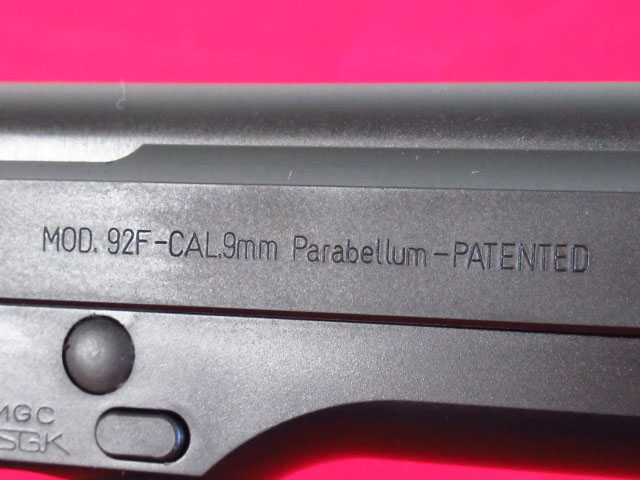 MOD. 92F-CAL.9mm Parabellum-PATENTED
MGC
SGK